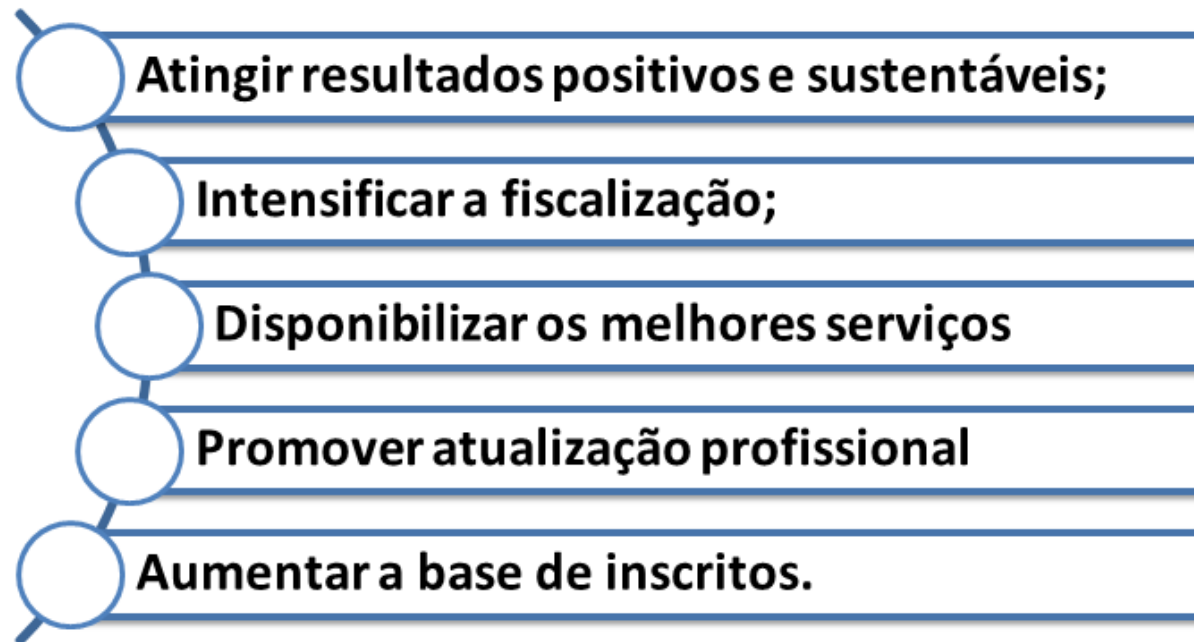 Atingir resultados positivos e sustentáveis;
Intensificar a fiscalização;
Disponibilizar os melhores serviços
Promover atualização profissional
Aumentar a base de inscritos.